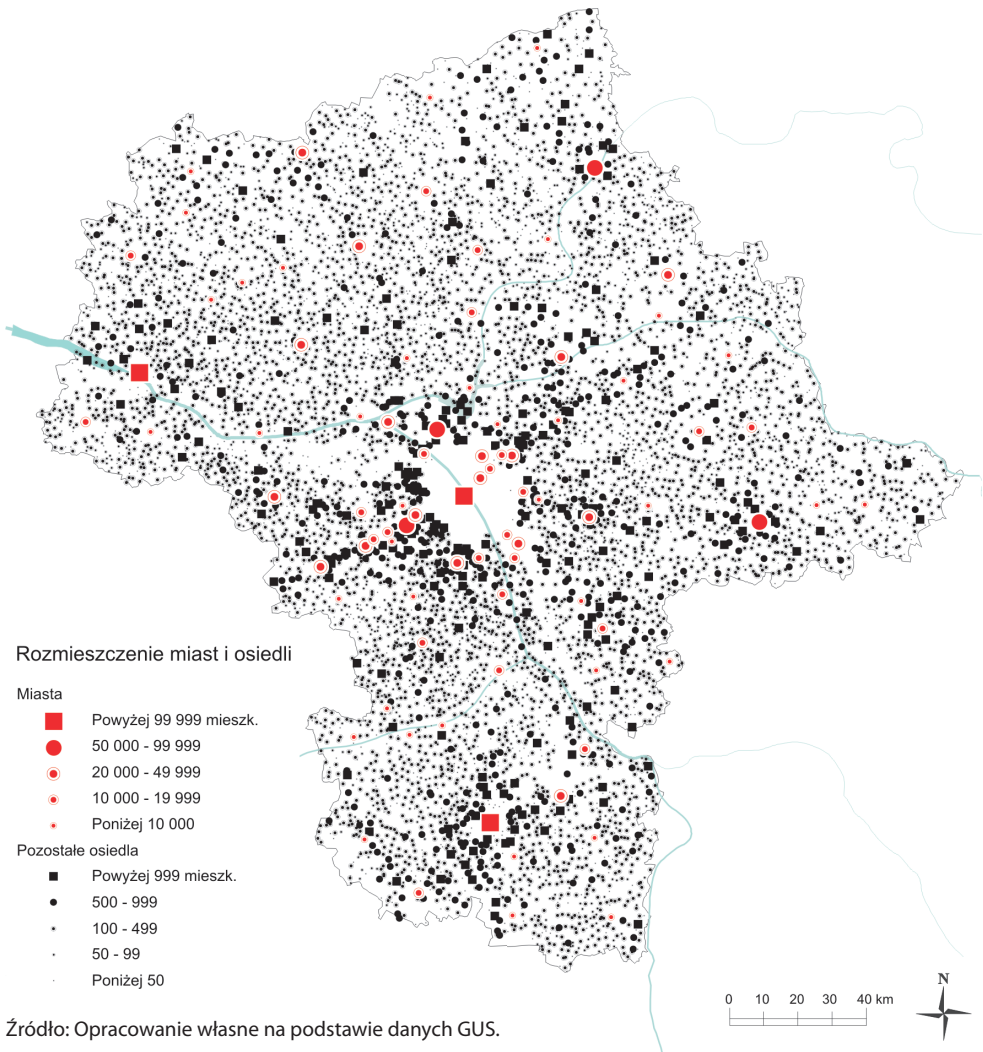 Rozmieszczenie miast i osiedli
Miasta
Powyżej 99 999 mieszk.
50 000 - 99 999
20 000 - 49 999
10 000 - 19 999
Poniżej 10 000
Pozostałe osiedla
Powyżej 999 mieszk.
500 - 999
100 - 499
50 - 99
Poniżej 50
N
0 10 20 30 40 km
Źródło: Opracowanie własne na podstawie danych GUS.